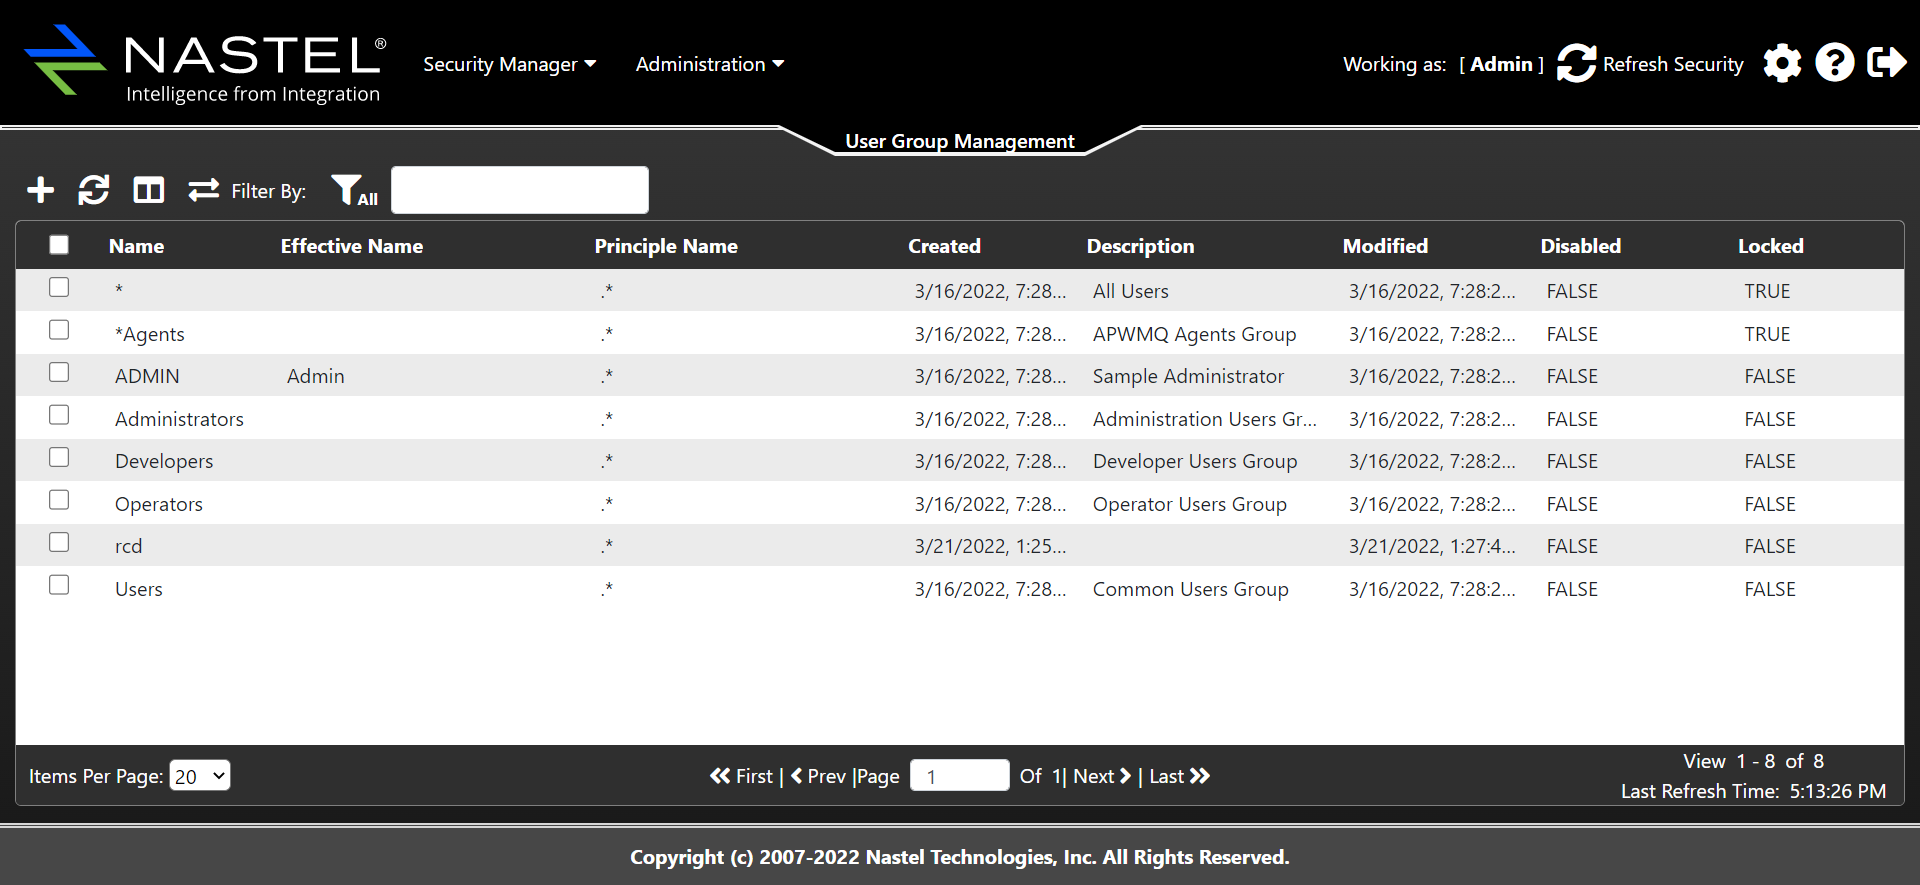 NASTEL®
Intelligence from Integration
Security Manager Administration Working as: [ Admin ] Refresh Security
User Group Management
Filter By: All
Name Effective Name Principle Name Created Description Modified Disabled Locked
* .* 3/16/2022, 7:28... All Users 3/16/2022, 7:28:2... FALSE TRUE
*Agents .* 3/16/2022, 7:28... APWMQ Agents Group 3/16/2022, 7:28:2... FALSE TRUE
ADMIN Admin .* 3/16/2022, 7:28... Sample Administrator 3/16/2022, 7:28:2... FALSE FALSE
Administrators .* 3/16/2022, 7:28... Administration Users Gr... 3/16/2022, 7:28:2... FALSE FALSE
Developers .* 3/16/2022, 7:28... Developer Users Group 3/16/2022, 7:28:2... FALSE FALSE
Operators .* 3/16/2022, 7:28... Operator Users Group 3/16/2022, 7:28:2... FALSE FALSE
rcd .* 3/21/2022, 1:25... 3/21/2022, 1:27:4... FALSE FALSE
Users .* 3/16/2022, 7:28... Common Users Group 3/16/2022, 7:28:2... FALSE FALSE
Items Per Page: 20 First | Prev |Page 1 Of 1| Next | Last
View 1 - 8 of 8
Last Refresh Time: 5:13:26 PM
Copyright (c) 2007-2022 Nastel Technologies, Inc. All Rights Reserved.